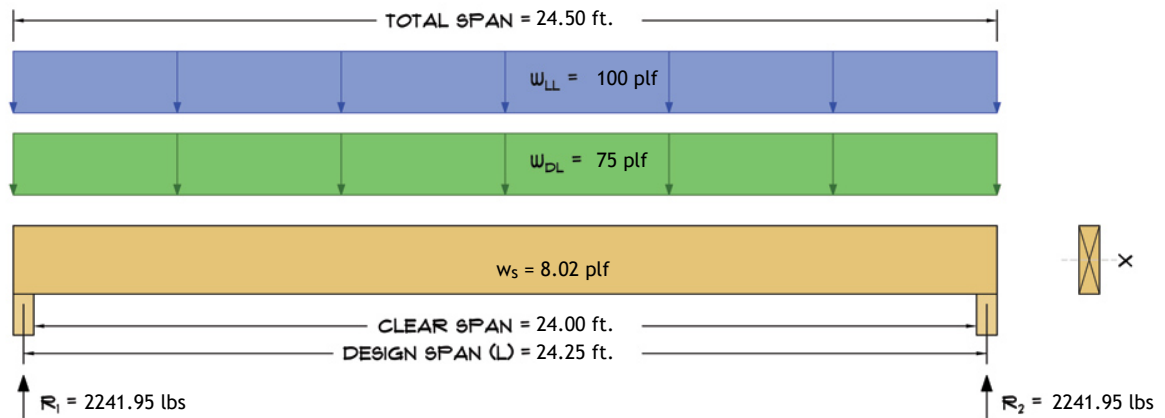 TOTAL SPAN = 24.50 ft.
wLL = 100 plf
wDL = 75 plf
ws = 8.02 plf
X
CLEAR SPAN = 24.00 ft.
DESIGN SPAN (L) = 24.25 ft.
R1 = 2241.95 lbs
R2 = 2241.95 lbs